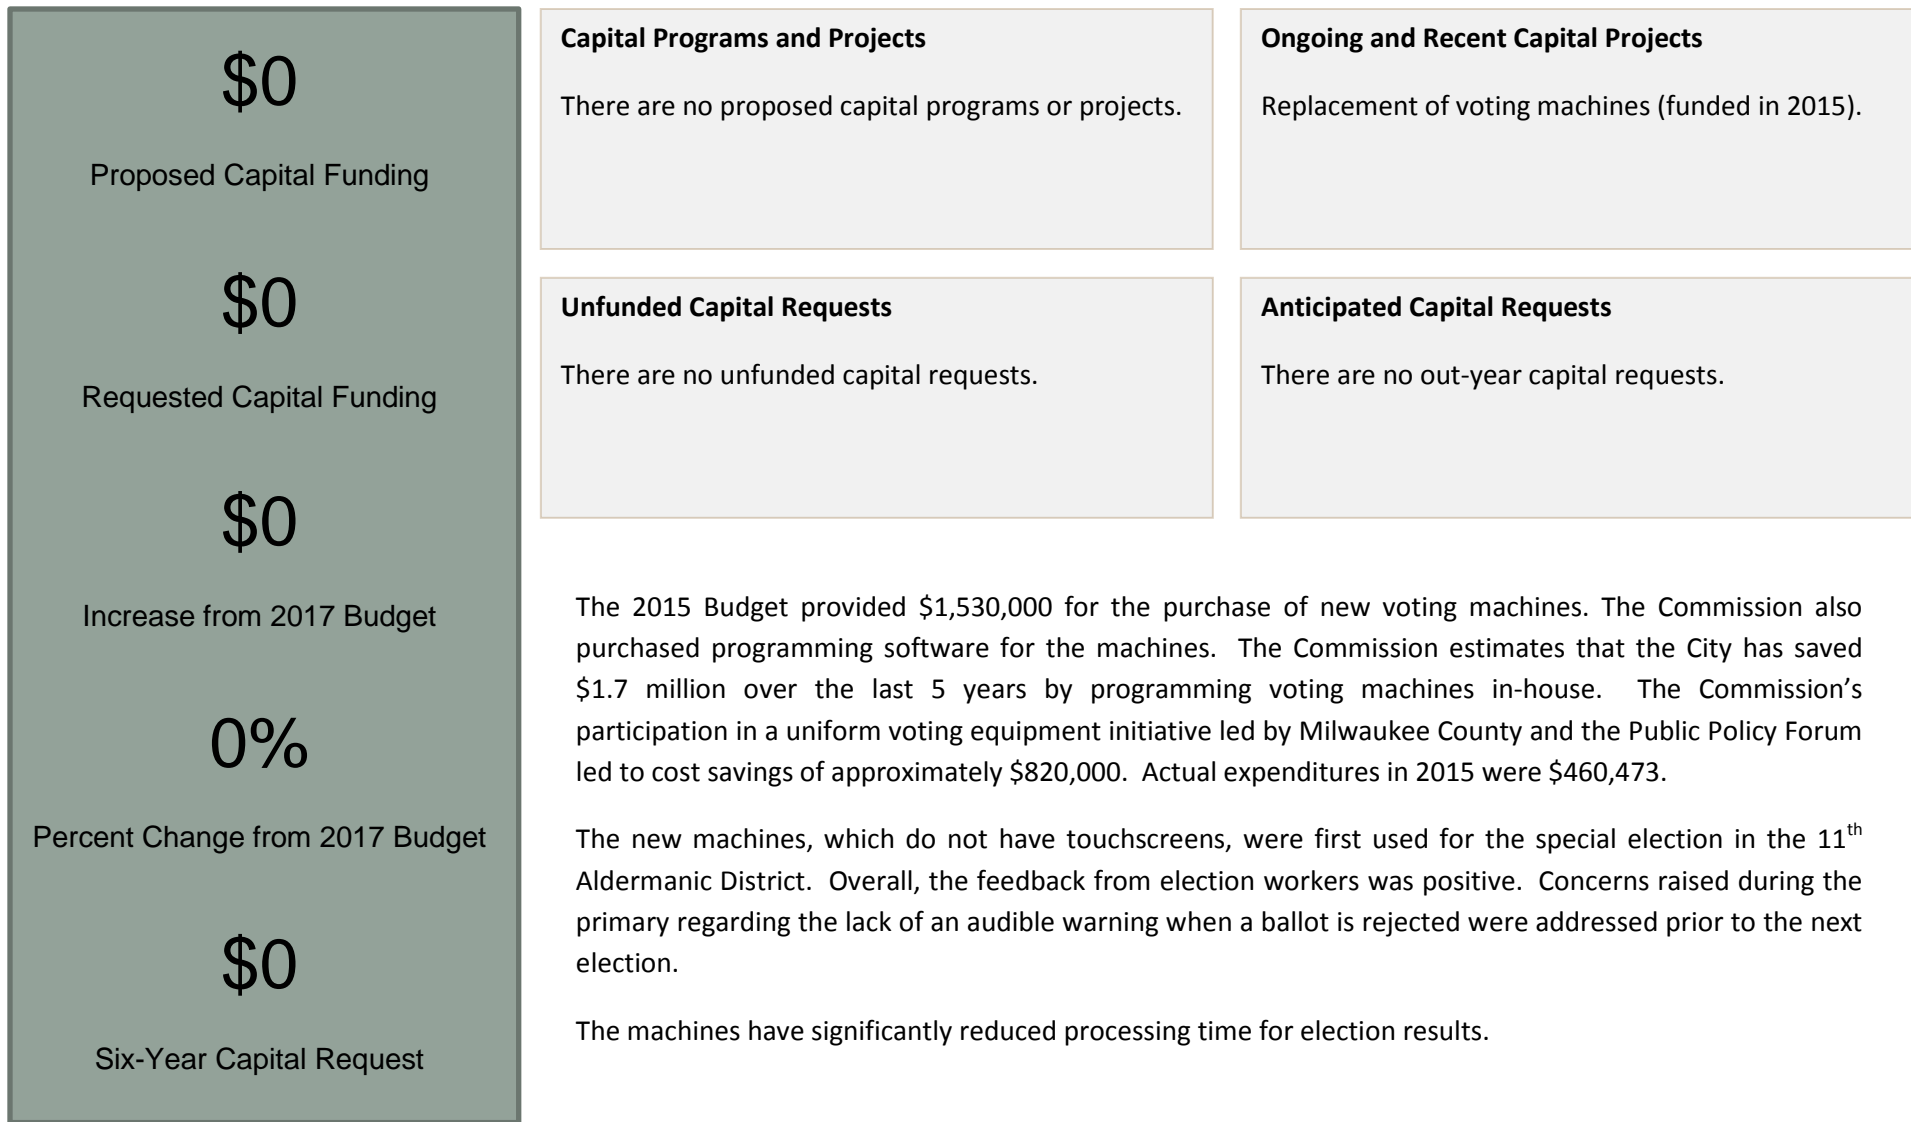 $0
Proposed Capital Funding
$0
Requested Capital Funding
$0
Increase from 2017 Budget
0%
Percent Change from 2017 Budget
$0
Six-Year Capital Request
Capital Programs and Projects
There are no proposed capital programs or projects.
Ongoing and Recent Capital Projects
Replacement of voting machines (funded in 2015).
Unfunded Capital Requests
There are no unfunded capital requests.
Anticipated Capital Requests
There are no out-year capital requests.
The 2015 Budget provided $1,530,000 for the purchase of new voting machines. The Commission also
purchased programming software for the machines. The Commission estimates that the City has saved
$1.7 million over the last 5 years by programming voting machines in-house. The Commission’s
participation in a uniform voting equipment initiative led by Milwaukee County and the Public Policy Forum
led to cost savings of approximately $820,000. Actual expenditures in 2015 were $460,473.
The new machines, which do not have touchscreens, were first used for the special election in the 11th
Aldermanic District. Overall, the feedback from election workers was positive. Concerns raised during the
primary regarding the lack of an audible warning when a ballot is rejected were addressed prior to the next
election.
The machines have significantly reduced processing time for election results.